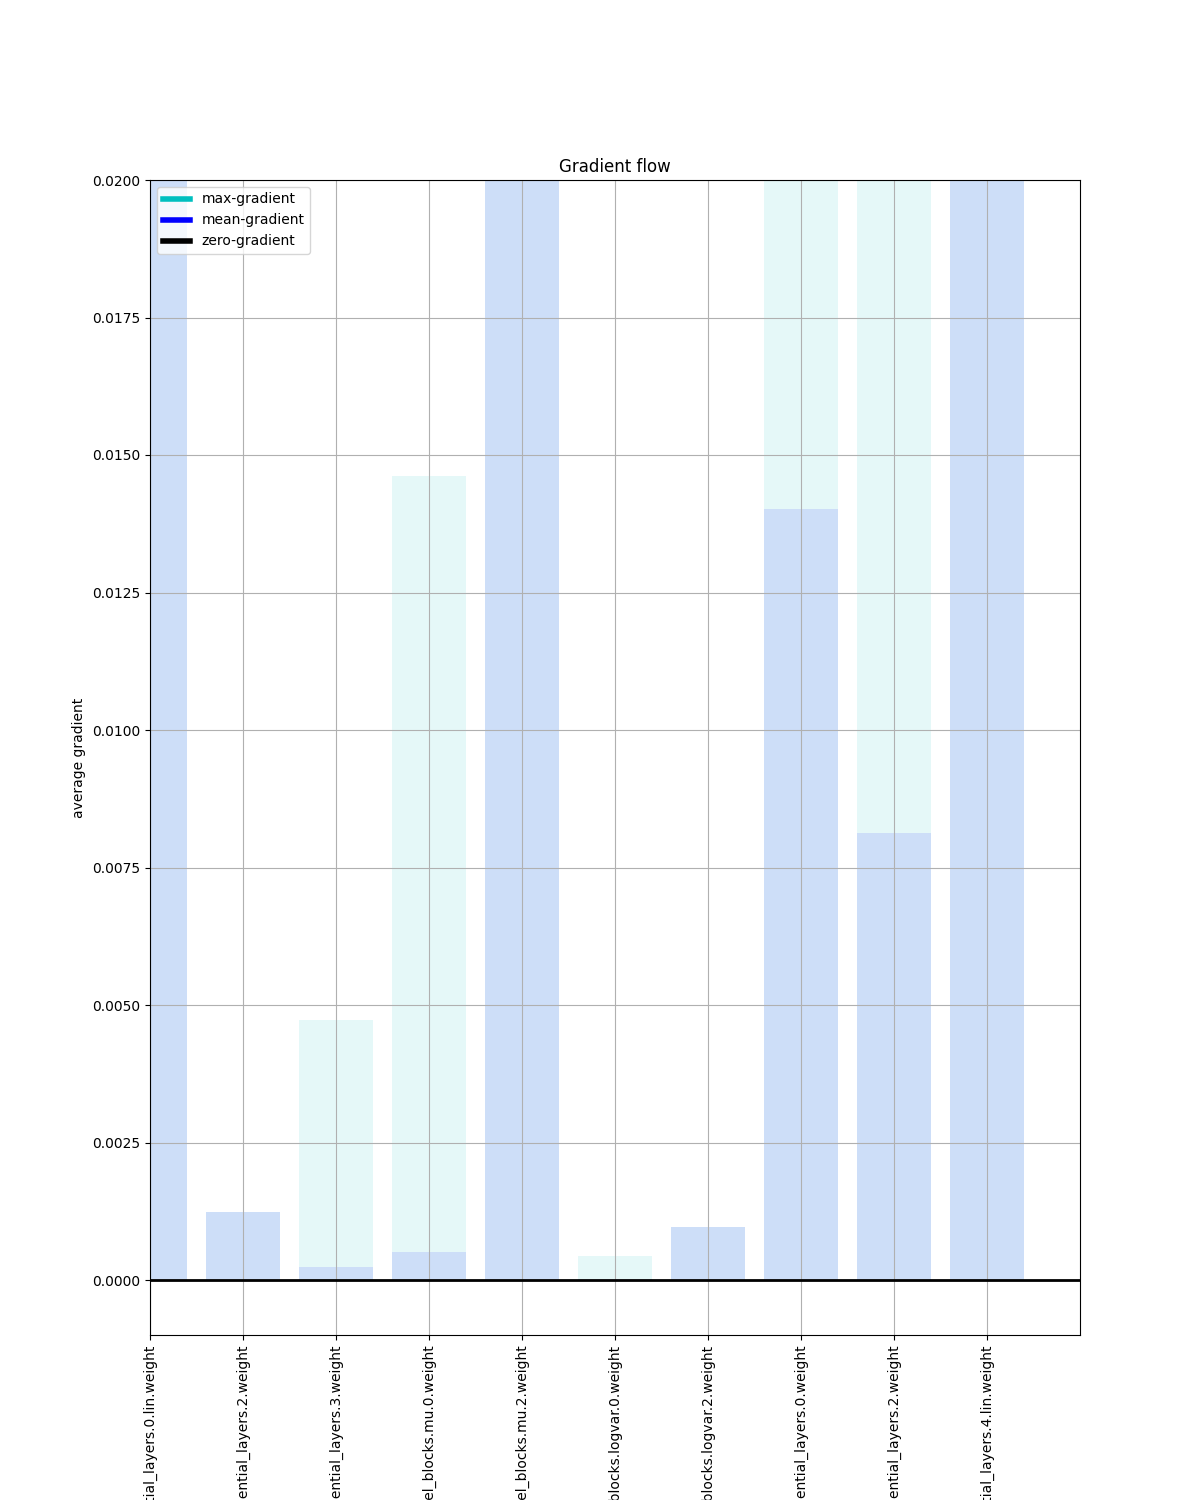 Gradient flow
max-gradient
mean-gradient
zero-gradient
average gradient
0.0200
0.0175
0.0150
0.0125
0.0100
0.0075
0.0050
0.0025
0.0000
tial_layers.0.lin.weight
ential_layers.2.weight
ential_layers.3.weight
el_blocks.mu.0.weight
el_blocks.mu.2.weight
blocks.logvar.0.weight
blocks.logvar.2.weight
ential_layers.0.weight
ential_layers.2.weight
tial_layers.4.lin.weight